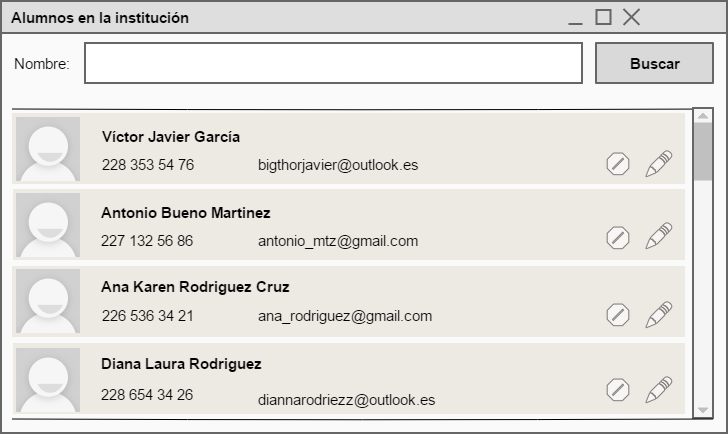 Alumnos en la institución
Nombre:
Buscar
Víctor Javier García
228 353 54 76 bigthorjavier@outlook.es
Antonio Bueno Martinez
227 132 56 86 antonio_mtz@gmail.com
Ana Karen Rodriguez Cruz
226 536 34 21 ana_rodriguez@gmail.com
Diana Laura Rodriguez
228 654 34 26 diannarodriezz@outlook.es